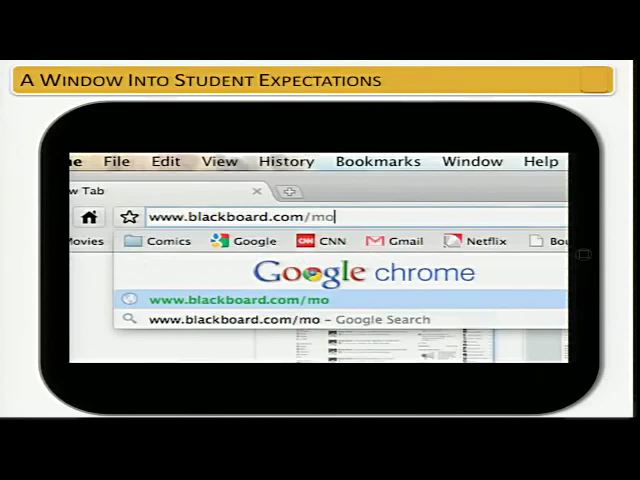 A WINDOW INTO STUDENT EXPECTATIONS
File Edit View History Bookmarks Window Help
Tab
www.blackboard.com/mo
Comics Google CNN Gmail Netflix
Google chrome
www.blackboard.com/mo
www.blackboard.com/mo – Google Search